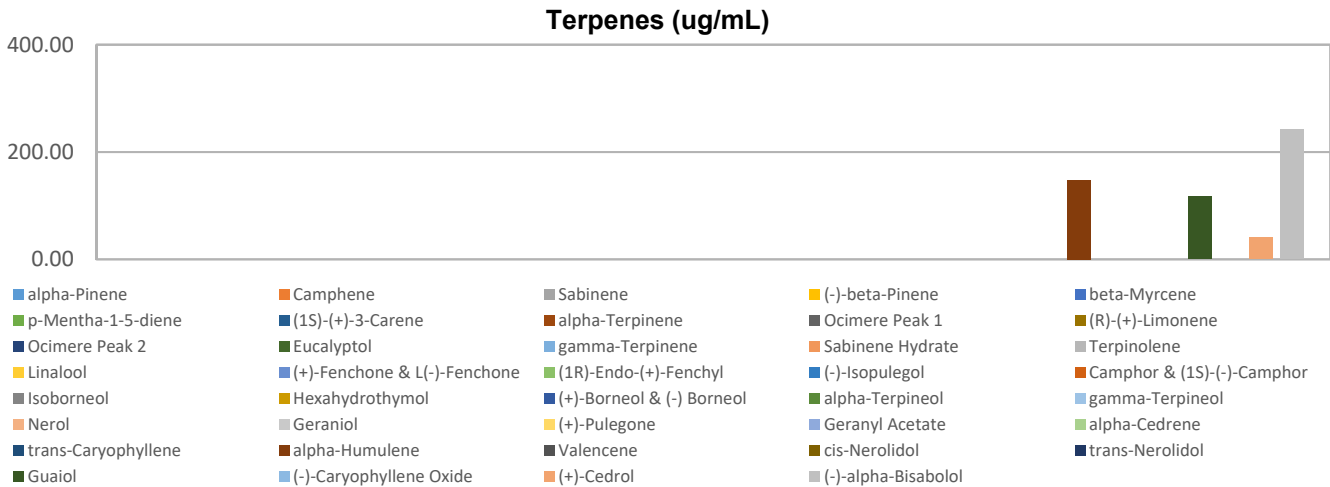 Terpenes (ug/mL)
400.00
200.00
0.00
alpha-Pinene Camphene Sabinene (-)-beta-Pinene beta-Myrcene
p-Mentha-1-5-diene (1S)-(+)-3-Carene alpha-Terpinene Ocimere Peak 1 (R)-(+)-Limonene
Ocimere Peak 2 Eucalyptol gamma-Terpinene Sabinene Hydrate Terpinolene
Linalool (+)-Fenchone & L(-)-Fenchone (1R)-Endo-(+)-Fenchyl (-)-Isopulegol Camphor & (1S)-(-)-Camphor
Isoborneol Hexahydrothymol (+)-Borneol & (-) Borneol alpha-Terpineol gamma-Terpineol
Nerol Geraniol (+)-Pulegone Geranyl Acetate alpha-Cedrene
trans-Caryophyllene alpha-Humulene Valencene cis-Nerolidol trans-Nerolidol
Guaiol (-)-Caryophyllene Oxide (+)-Cedrol (-)-alpha-Bisabolol